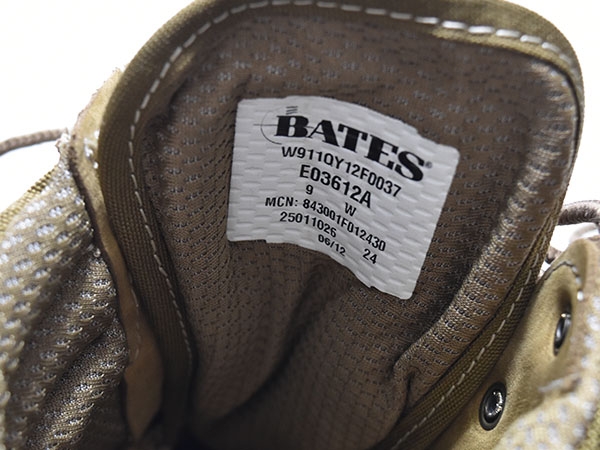 BATES®
W911QY12F0037
E03612A
9 W
MCN: 843001F012430
25011026 24
06/12